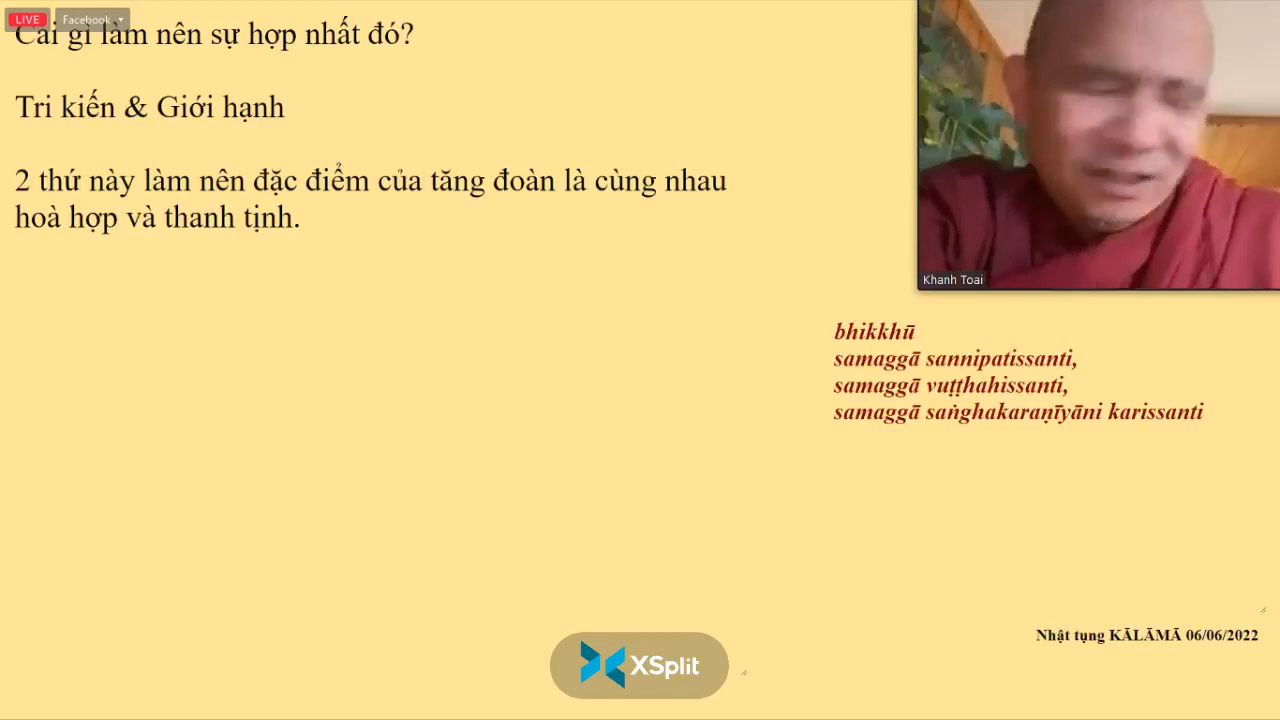 LIVE
Facebook
Cái gì làm nên sự hợp nhất đó?
Tri kiến & Giới hạnh
2 thứ này làm nên đặc điểm của tăng đoàn là cùng nhau
hoà hợp và thanh tịnh.
Khanh Toai
bhikkhū
samaggā sannipatissanti,
samaggā vuṭṭhahissanti,
samaggā saṅghakaraṇīyāni karissanti
Nhật tụng KĀLĀMĀ 06/06/2022
XSplit